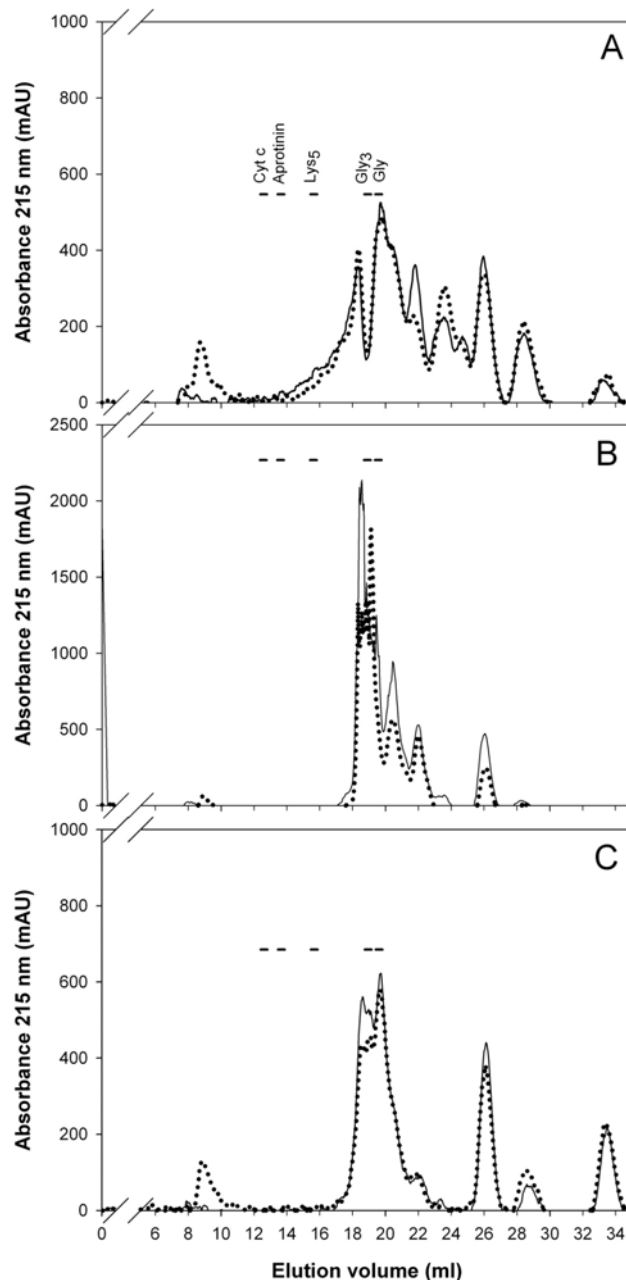 A
1000
800
600
400
200
0
Absorbance 215 nm (mAU)
Cyt c
Aprotinin
Lys5
Gly3
Gly
B
2500
2000
1500
1000
500
0
Absorbance 215 nm (mAU)
C
1000
800
600
400
200
0
Absorbance 215 nm (mAU)
0 6 8 10 12 14 16 18 20 22 24 26 28 30 32 34
Elution volume (ml)